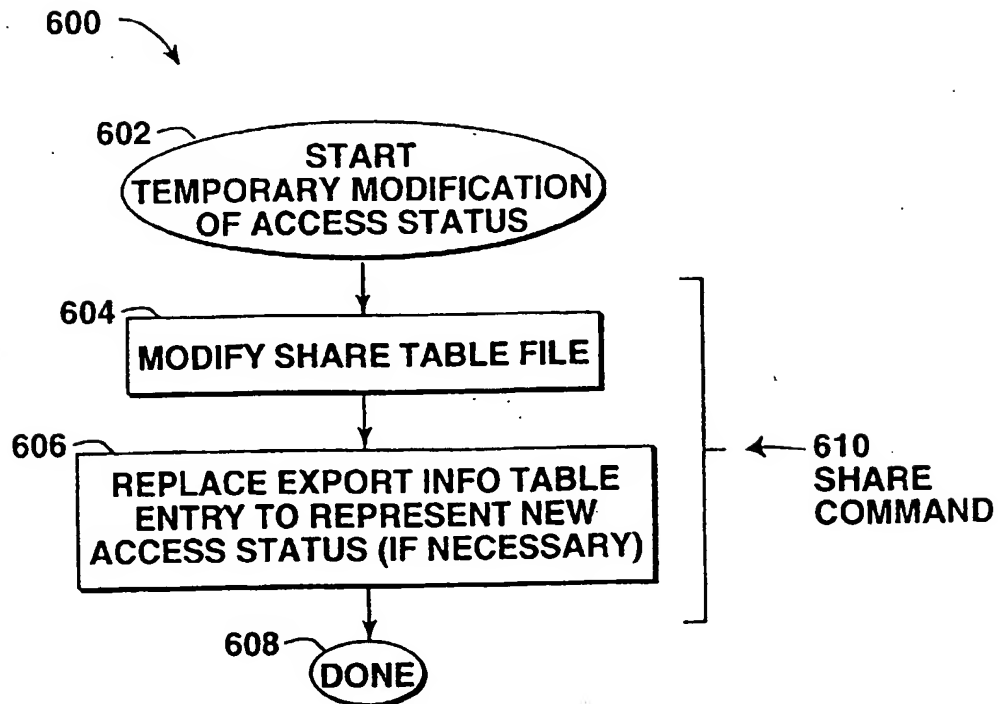 600
602
START
TEMPORARY MODIFICATION
OF ACCESS STATUS
604
MODIFY SHARE TABLE FILE
606
REPLACE EXPORT INFO TABLE
ENTRY TO REPRESENT NEW
ACCESS STATUS (IF NECESSARY)
610
SHARE
COMMAND
608
DONE